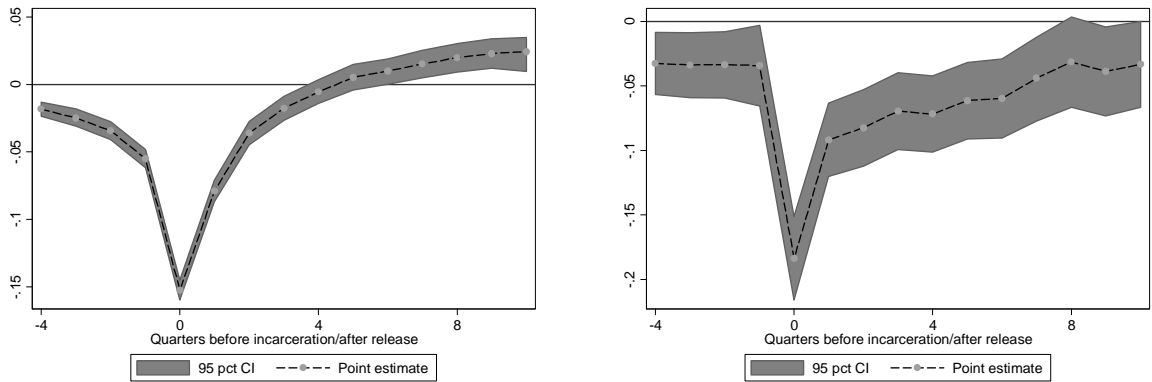 .05
0
-.05
-.1
-.15
-4 0 4 8
Quarters before incarceration/after release
95 pct CI Point estimate
0
-.05
-.1
-.15
-.2
-4 0 4 8
Quarters before incarceration/after release
95 pct CI Point estimate